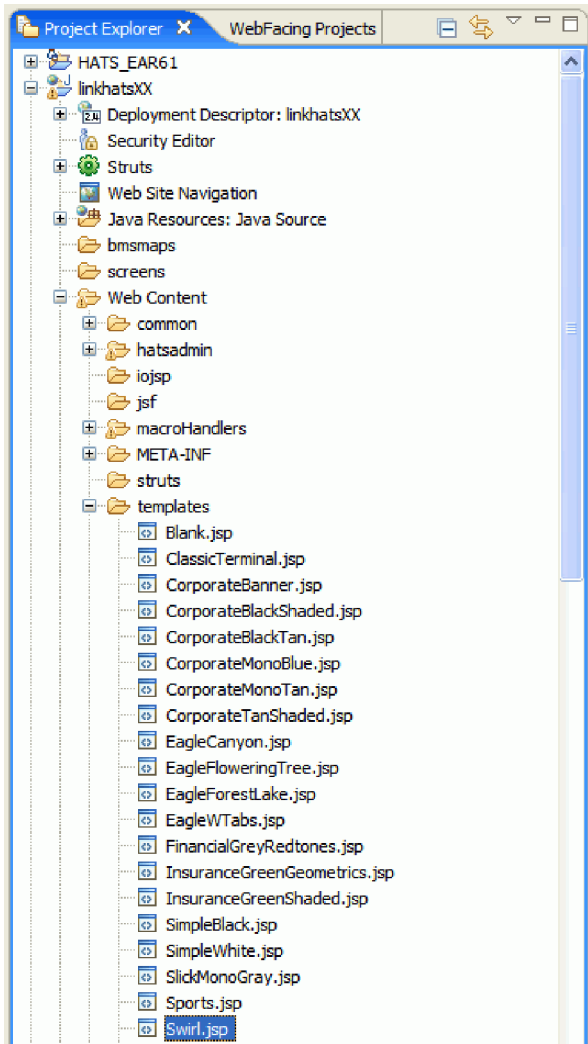 Project Explorer WebFacing Projects
HATS_EAR61
linkhatsXX
2.4 Deployment Descriptor: linkhatsXX
Security Editor
Struts
Web Site Navigation
Java Resources: Java Source
bmsmaps
screens
Web Content
common
hatsadmin
iojsp
jsf
macroHandlers
META-INF
struts
templates
Blank.jsp
ClassicTerminal.jsp
CorporateBanner.jsp
CorporateBlackShaded.jsp
CorporateBlackTan.jsp
CorporateMonoBlue.jsp
CorporateMonoTan.jsp
CorporateTanShaded.jsp
EagleCanyon.jsp
EagleFloweringTree.jsp
EagleForestLake.jsp
EagleWTabs.jsp
FinancialGreyRedtones.jsp
InsuranceGreenGeometrics.jsp
InsuranceGreenShaded.jsp
SimpleBlack.jsp
SimpleWhite.jsp
SlickMonoGray.jsp
Sports.jsp
Swirl.jsp